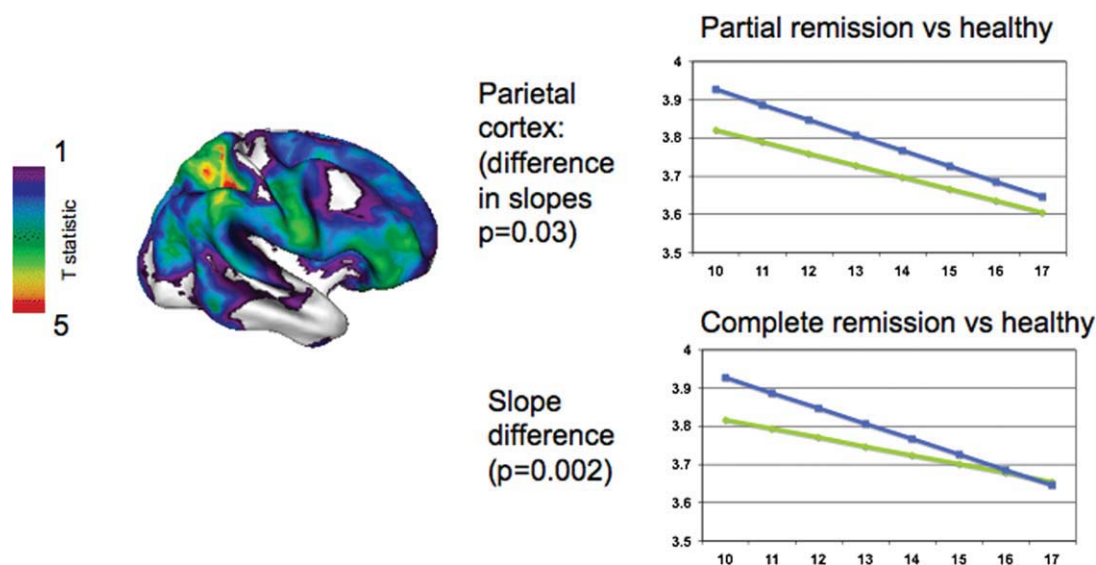 1
T statistic
5
Parietal
cortex:
(difference
in slopes
p=0.03)
Partial remission vs healthy
4
3.9
3.8
3.7
3.6
3.5
10 11 12 13 14 15 16 17
Slope
difference
(p=0.002)
Complete remission vs healthy
4
3.9
3.8
3.7
3.6
3.5
10 11 12 13 14 15 16 17